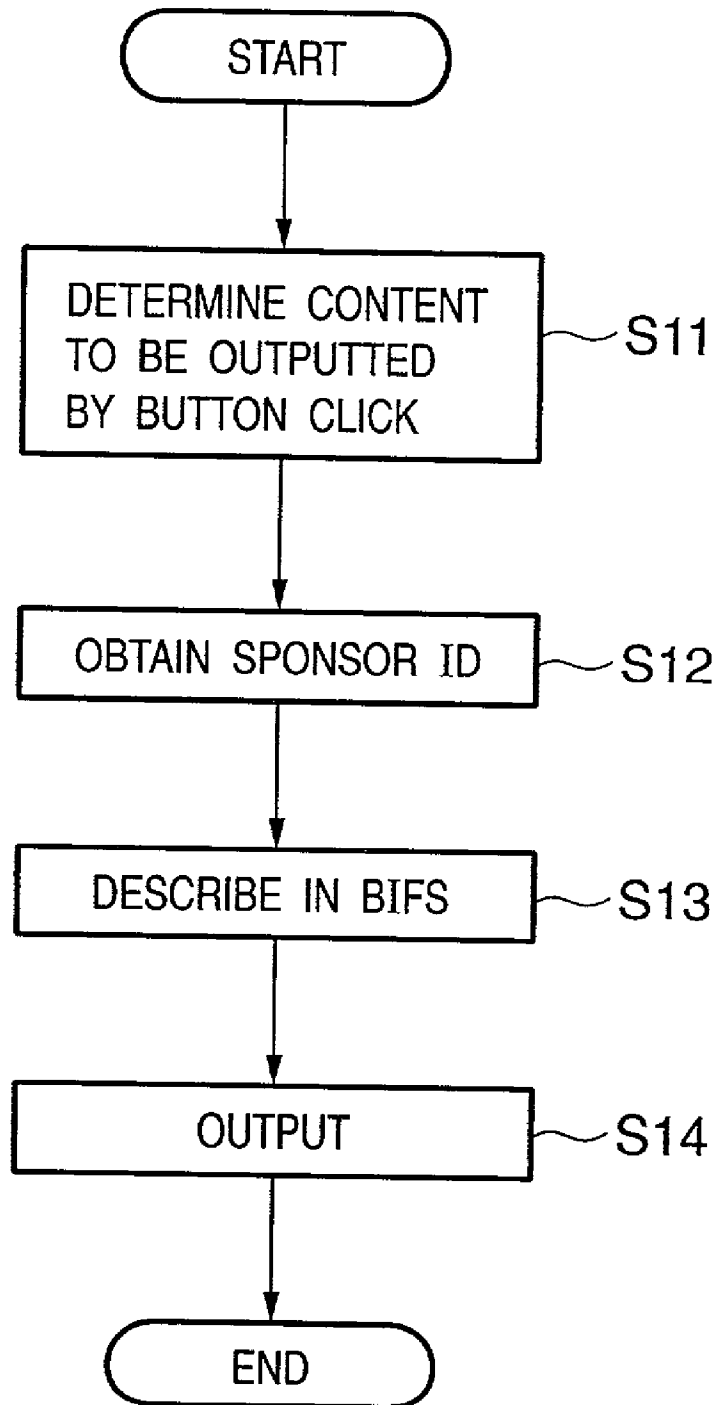 START
DETERMINE CONTENT
TO BE OUTPUTTED
BY BUTTON CLICK
S11
OBTAIN SPONSOR ID
S12
DESCRIBE IN BIFS
S13
OUTPUT
S14
END